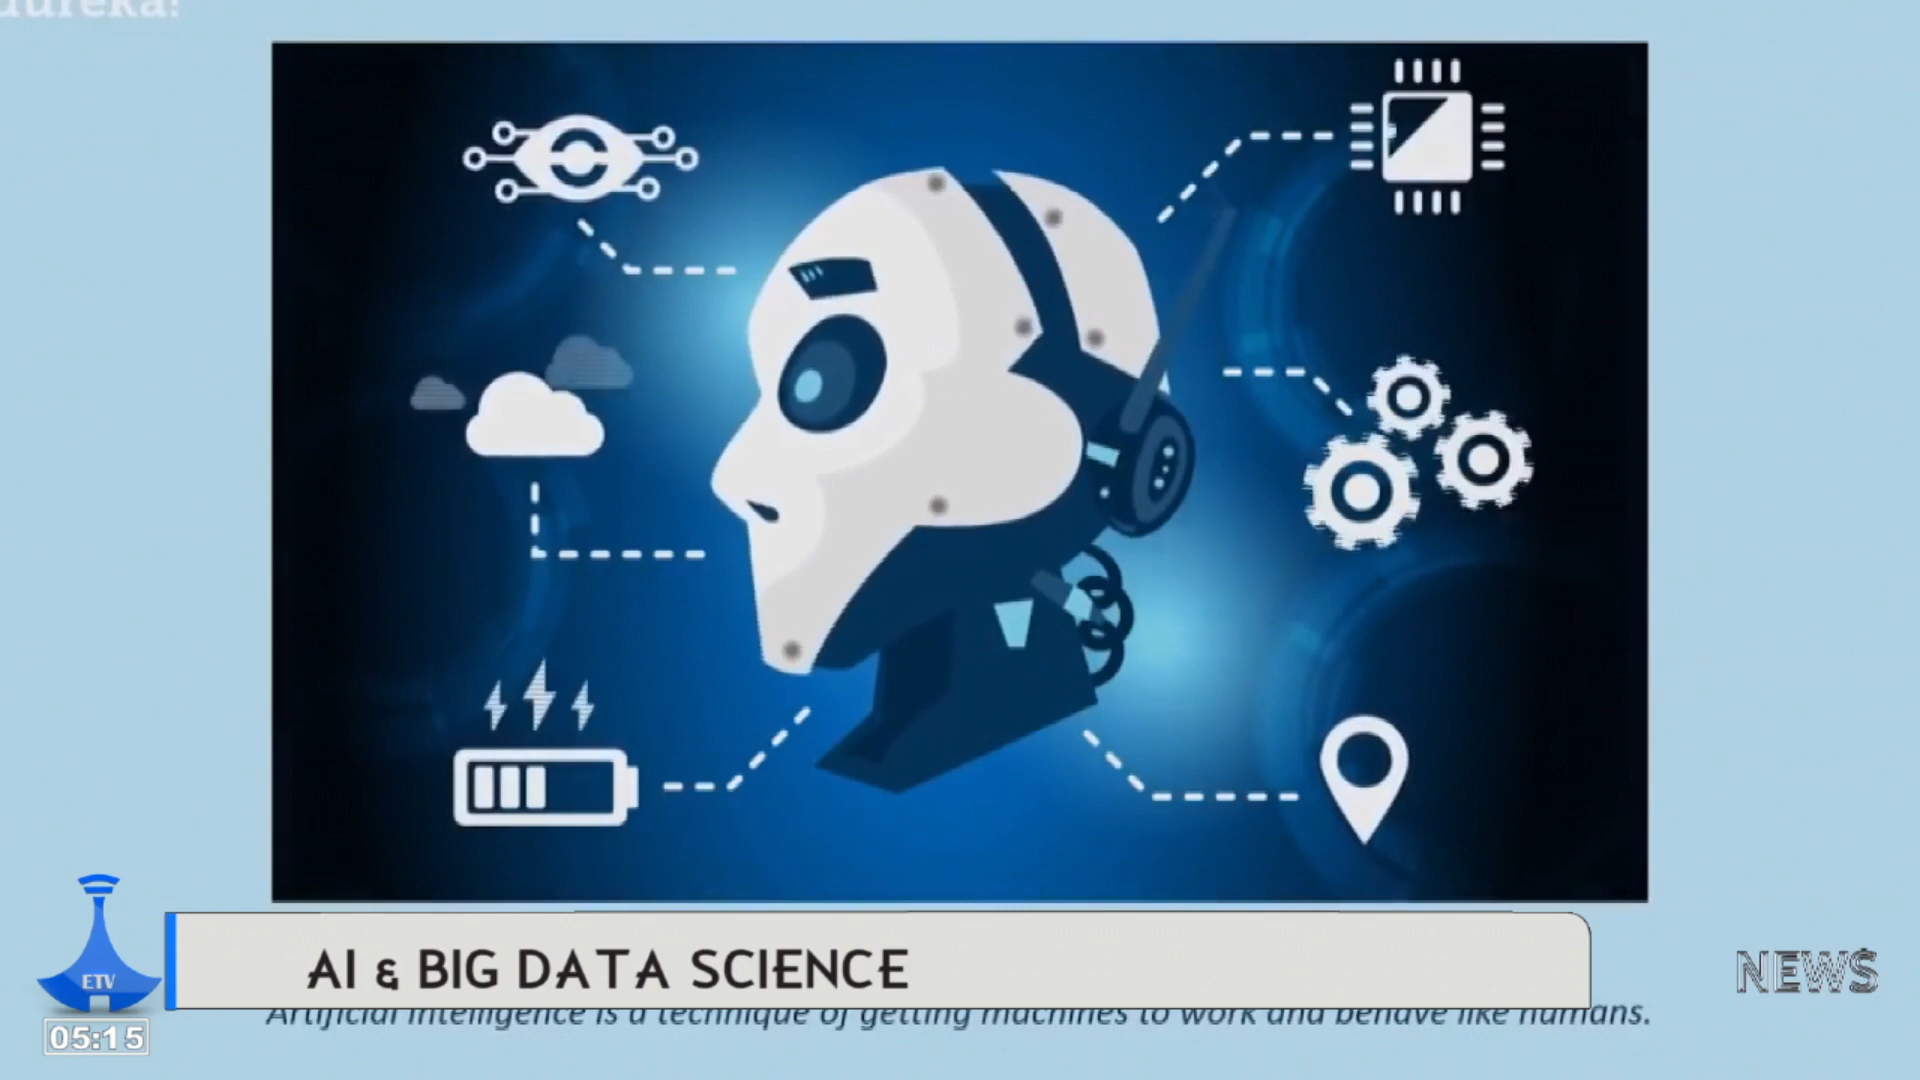 edureka!
AI & BIG DATA SCIENCE
ETV
NEWS
Artificial Intelligence is a technique of getting machines to work and behave like humans.
05:15